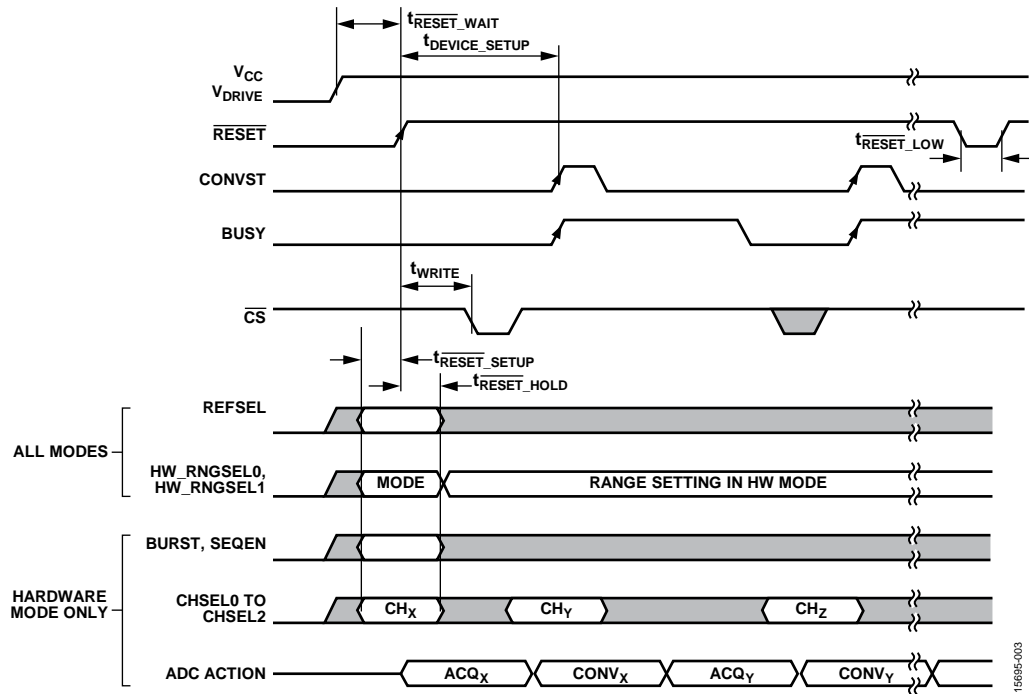 tRESET_WAIT
tDEVICE_SETUP
VCC
VDRIVE
RESET
tRESET_LOW
CONVST
BUSY
tWRITE
CS
tRESET_SETUP
tRESET_HOLD
REFSEL
ALL MODES
HW_RNGSEL0,
HW_RNGSEL1
MODE
RANGE SETTING IN HW MODE
BURST, SEQEN
HARDWARE
MODE ONLY
CHSEL0 TO
CHSEL2
CHX
CHY
CHZ
ADC ACTION
ACQX
CONVX
ACQY
CONVY
15695-003